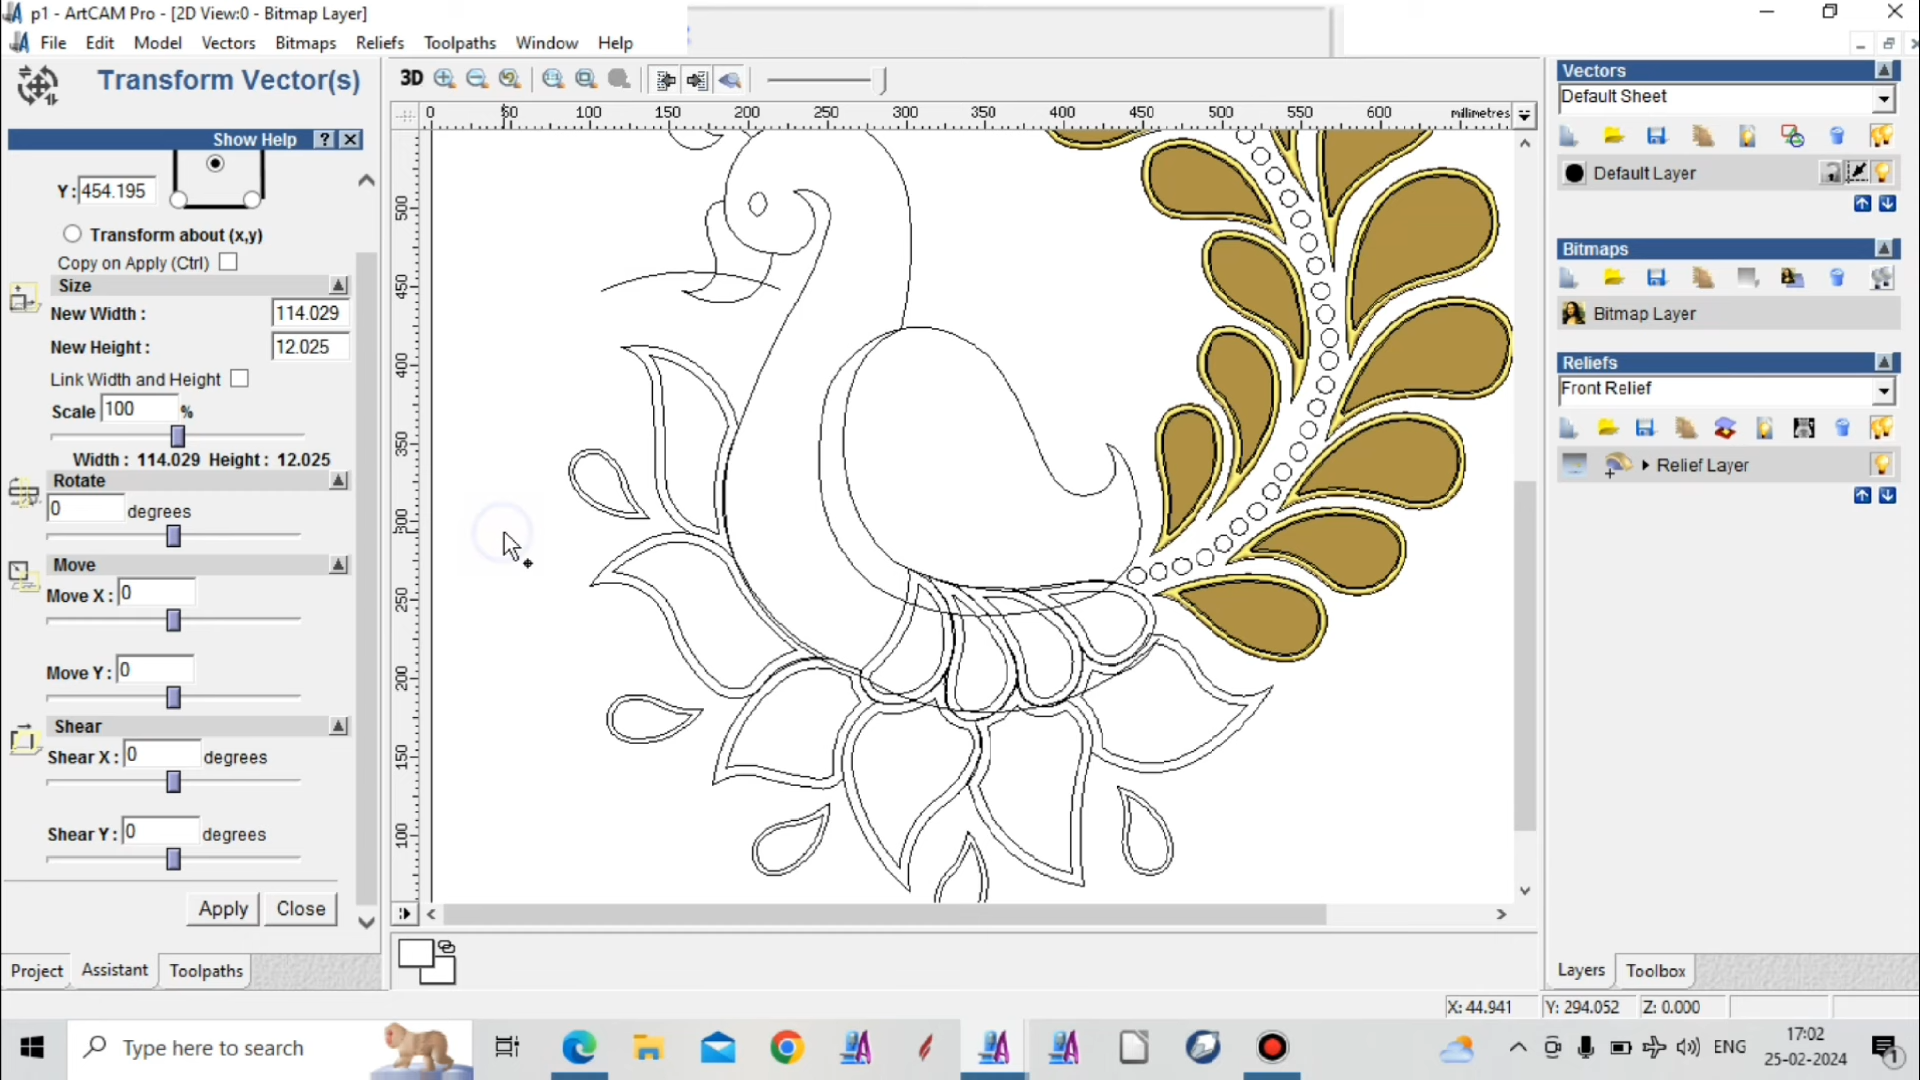 p1 - ArtCAM Pro - [2D View:0 - Bitmap Layer]
File Edit Model Vectors Bitmaps Reliefs Toolpaths Window Help
Transform Vector(s)
Show Help ? X
Y: 454.195
Transform about (x,y)
Copy on Apply (Ctrl)
Size
New Width : 114.029
New Height : 12.025
Link Width and Height
Scale 100 %
Width : 114.029 Height : 12.025
Rotate
0 degrees
Move
Move X : 0
Move Y : 0
Shear
Shear X : 0 degrees
Shear Y : 0 degrees
Apply Close
Project Assistant Toolpaths
3D
0 50 100 150 200 250 300 350 400 450 500 550 600 millimetres
500
450
400
350
300
250
200
150
100
Vectors
Default Sheet
Default Layer
Bitmaps
Bitmap Layer
Reliefs
Front Relief
Relief Layer
Layers Toolbox
X: 44.941 Y: 294.052 Z: 0.000
Type here to search
ENG
17:02
25-02-2024
1